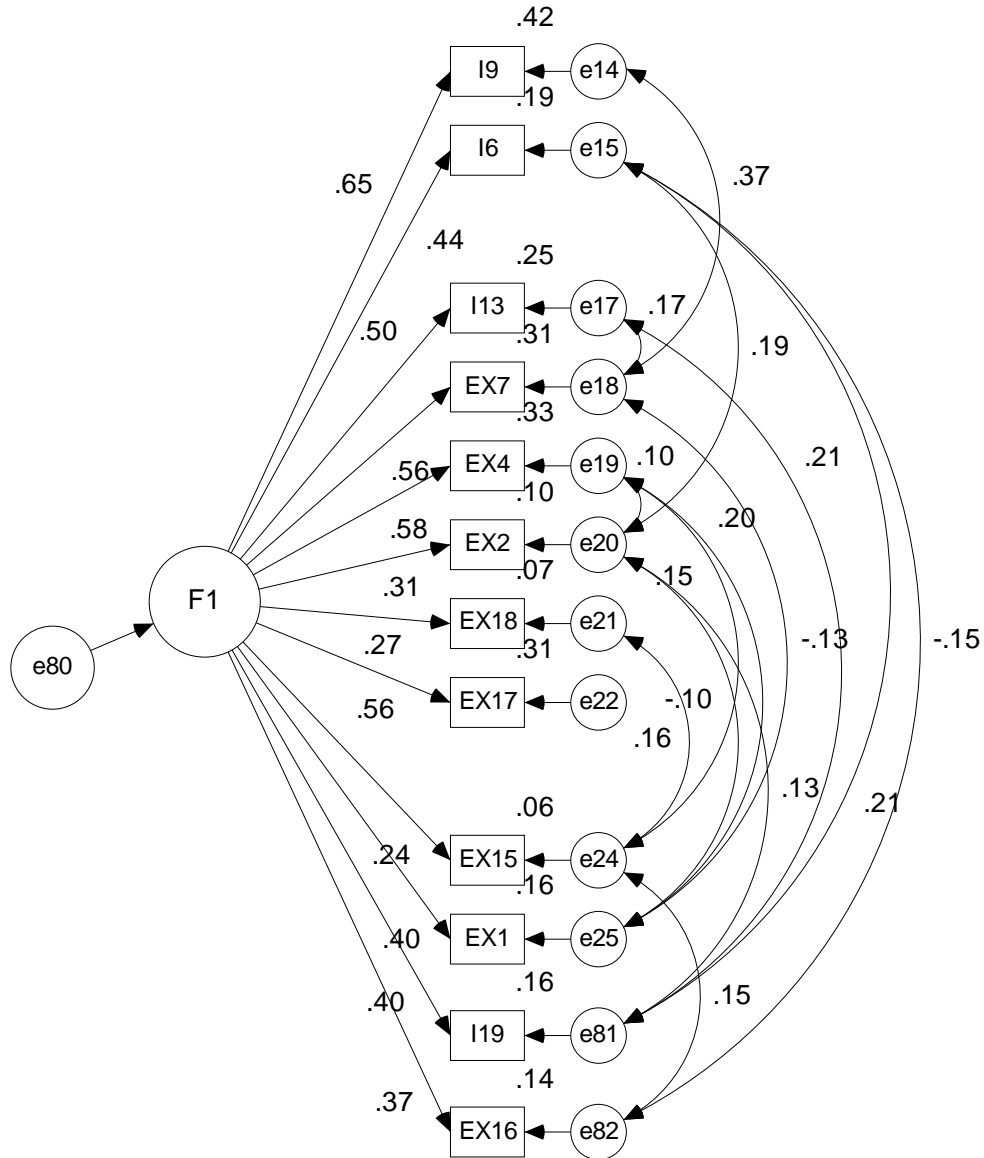 .42
I9
e14
.19
I6
e15
.65
.37
.44
.25
I13
e17
.17
.50
.31
.19
EX7
e18
.33
.21
EX4
e19
.10
.56
.10
.20
.58
EX2
e20
.07
.15
.31
F1
EX18
e21
.27
.31
-.13
-.15
e80
EX17
e22
-.10
.56
.16
.13
.21
.06
.24
EX15
e24
.16
.40
EX1
e25
.16
.40
.15
I19
e81
.14
.37
EX16
e82